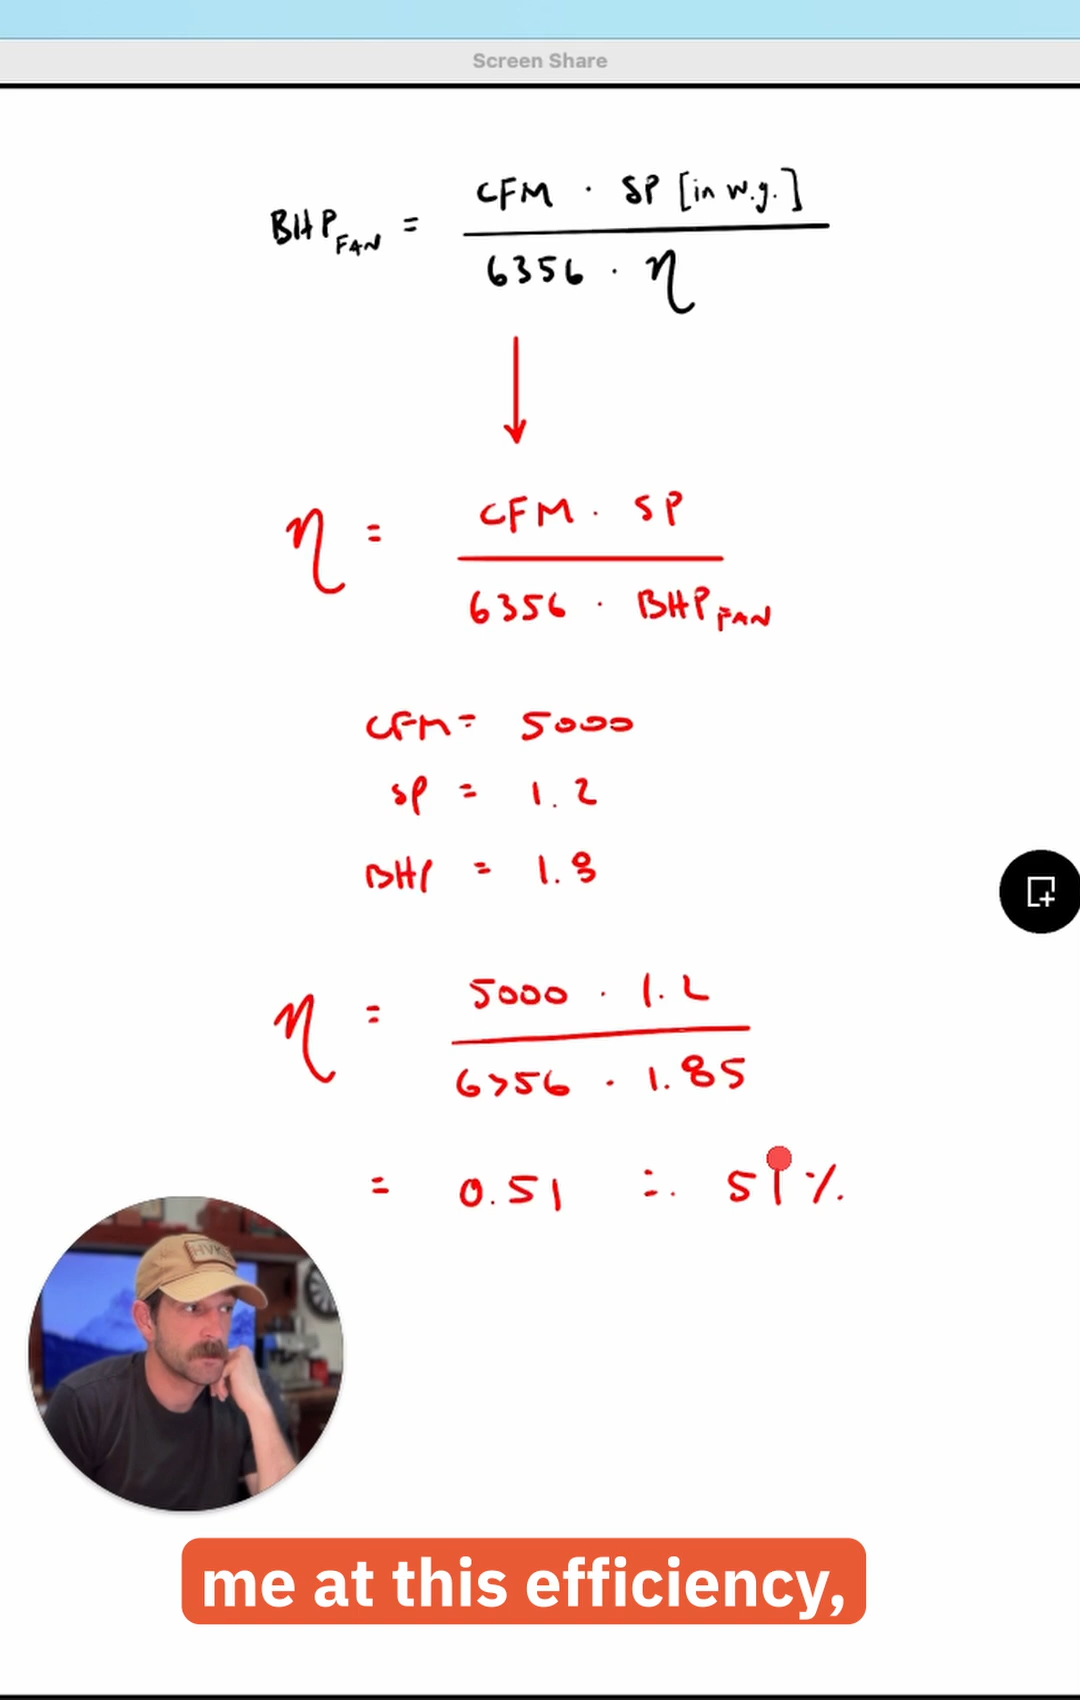 Screen Share
CFM · SP [in w.g.]
BHP FAN =
6356 · η
η = CFM · SP
6356 · BHP FAN
CFM = 5000
SP = 1.2
BHP = 1.8
η = 5000 · 1.2
6356 · 1.85
= 0.51 ∴ 51%
me at this efficiency,